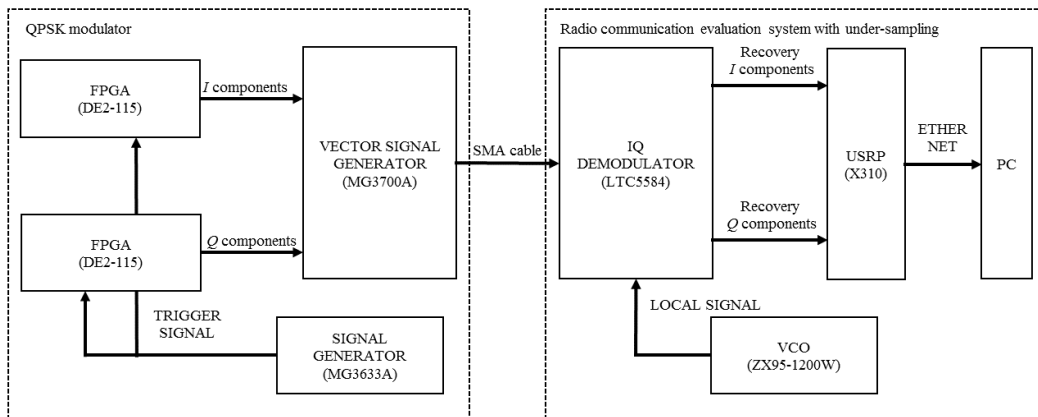 QPSK modulator
FPGA
(DE2-115)
I components
VECTOR SIGNAL
GENERATOR
(MG3700A)
FPGA
(DE2-115)
Q components
TRIGGER
SIGNAL
SIGNAL
GENERATOR
(MG3633A)
SMA cable
Radio communication evaluation system with under-sampling
IQ
DEMODULATOR
(LTC5584)
Recovery
I components
Recovery
Q components
USRP
(X310)
ETHER
NET
PC
LOCAL SIGNAL
VCO
(ZX95-1200W)